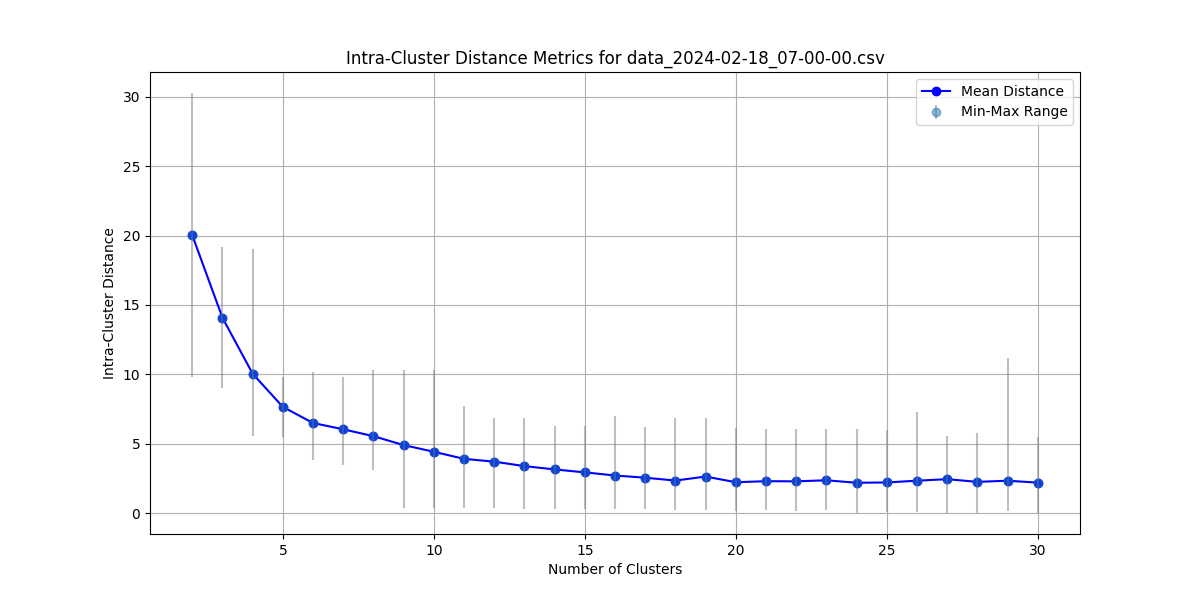 Intra-Cluster Distance Metrics for data_2024-02-18_07-00-00.csv
Mean Distance
Min-Max Range
Intra-Cluster Distance
30
25
20
15
10
5
0
5 10 15 20 25 30
Number of Clusters